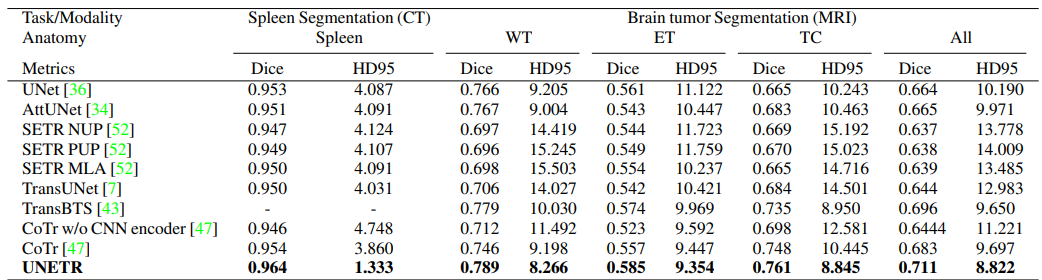 Task/Modality Spleen Segmentation (CT) Brain tumor Segmentation (MRI)
Anatomy Spleen WT ET TC All
Metrics Dice HD95 Dice HD95 Dice HD95 Dice HD95 Dice HD95
UNet [36] 0.953 4.087 0.766 9.205 0.561 11.122 0.665 10.243 0.664 10.190
AttUNet [34] 0.951 4.091 0.767 9.004 0.543 10.447 0.683 10.463 0.665 9.971
SETR NUP [52] 0.947 4.124 0.697 14.419 0.544 11.723 0.669 15.192 0.637 13.778
SETR PUP [52] 0.949 4.107 0.696 15.245 0.549 11.759 0.670 15.023 0.638 14.009
SETR MLA [52] 0.950 4.091 0.698 15.503 0.554 10.237 0.665 14.716 0.639 13.485
TransUNet [7] 0.950 4.031 0.706 14.027 0.542 10.421 0.684 14.501 0.644 12.983
TransBTS [43] - - 0.779 10.030 0.574 9.969 0.735 8.950 0.696 9.650
CoTr w/o CNN encoder [47] 0.946 4.748 0.712 11.492 0.523 9.592 0.698 12.581 0.6444 11.221
CoTr [47] 0.954 3.860 0.746 9.198 0.557 9.447 0.748 10.445 0.683 9.697
UNETR 0.964 1.333 0.789 8.266 0.585 9.354 0.761 8.845 0.711 8.822